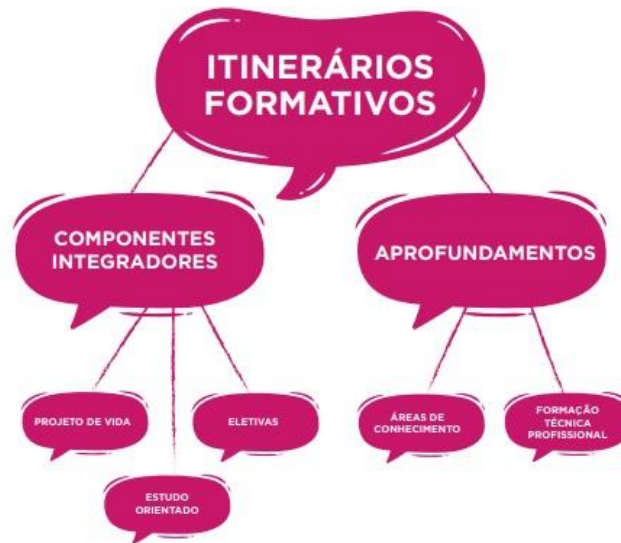 ITINERÁRIOS
FORMATIVOS
COMPONENTES
INTEGRADORES
APROFUNDAMENTOS
PROJETO DE VIDA
ELETIVAS
ESTUDO
ORIENTADO
ÁREAS DE
CONHECIMENTO
FORMAÇÃO
TÉCNICA
PROFISSIONAL